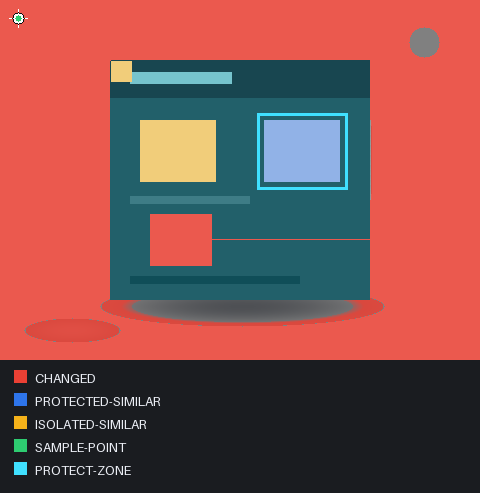 CHANGED
PROTECTED-SIMILAR
ISOLATED-SIMILAR
SAMPLE-POINT
PROTECT-ZONE